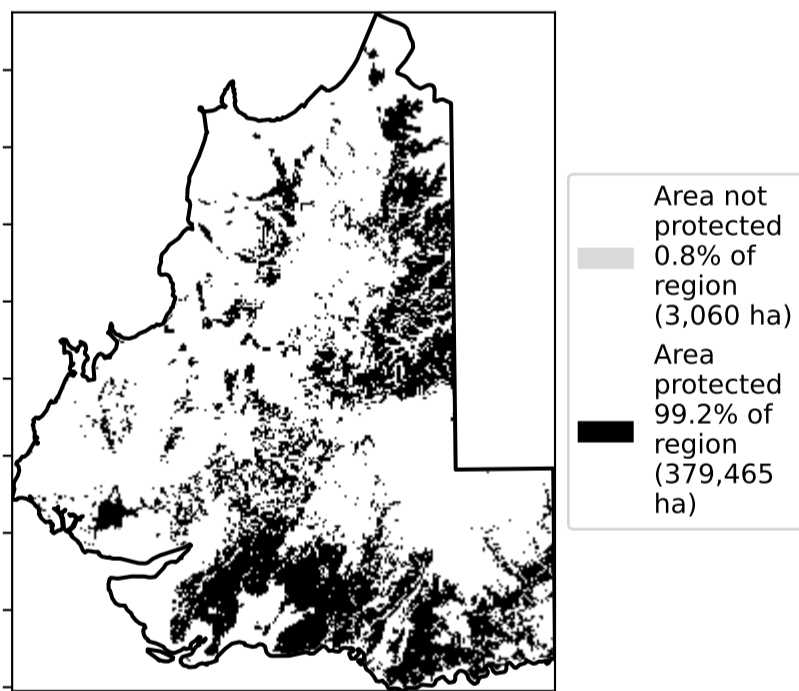 Area not
protected
0.8% of
region
(3,060 ha)
Area
protected
99.2% of
region
(379,465
ha)